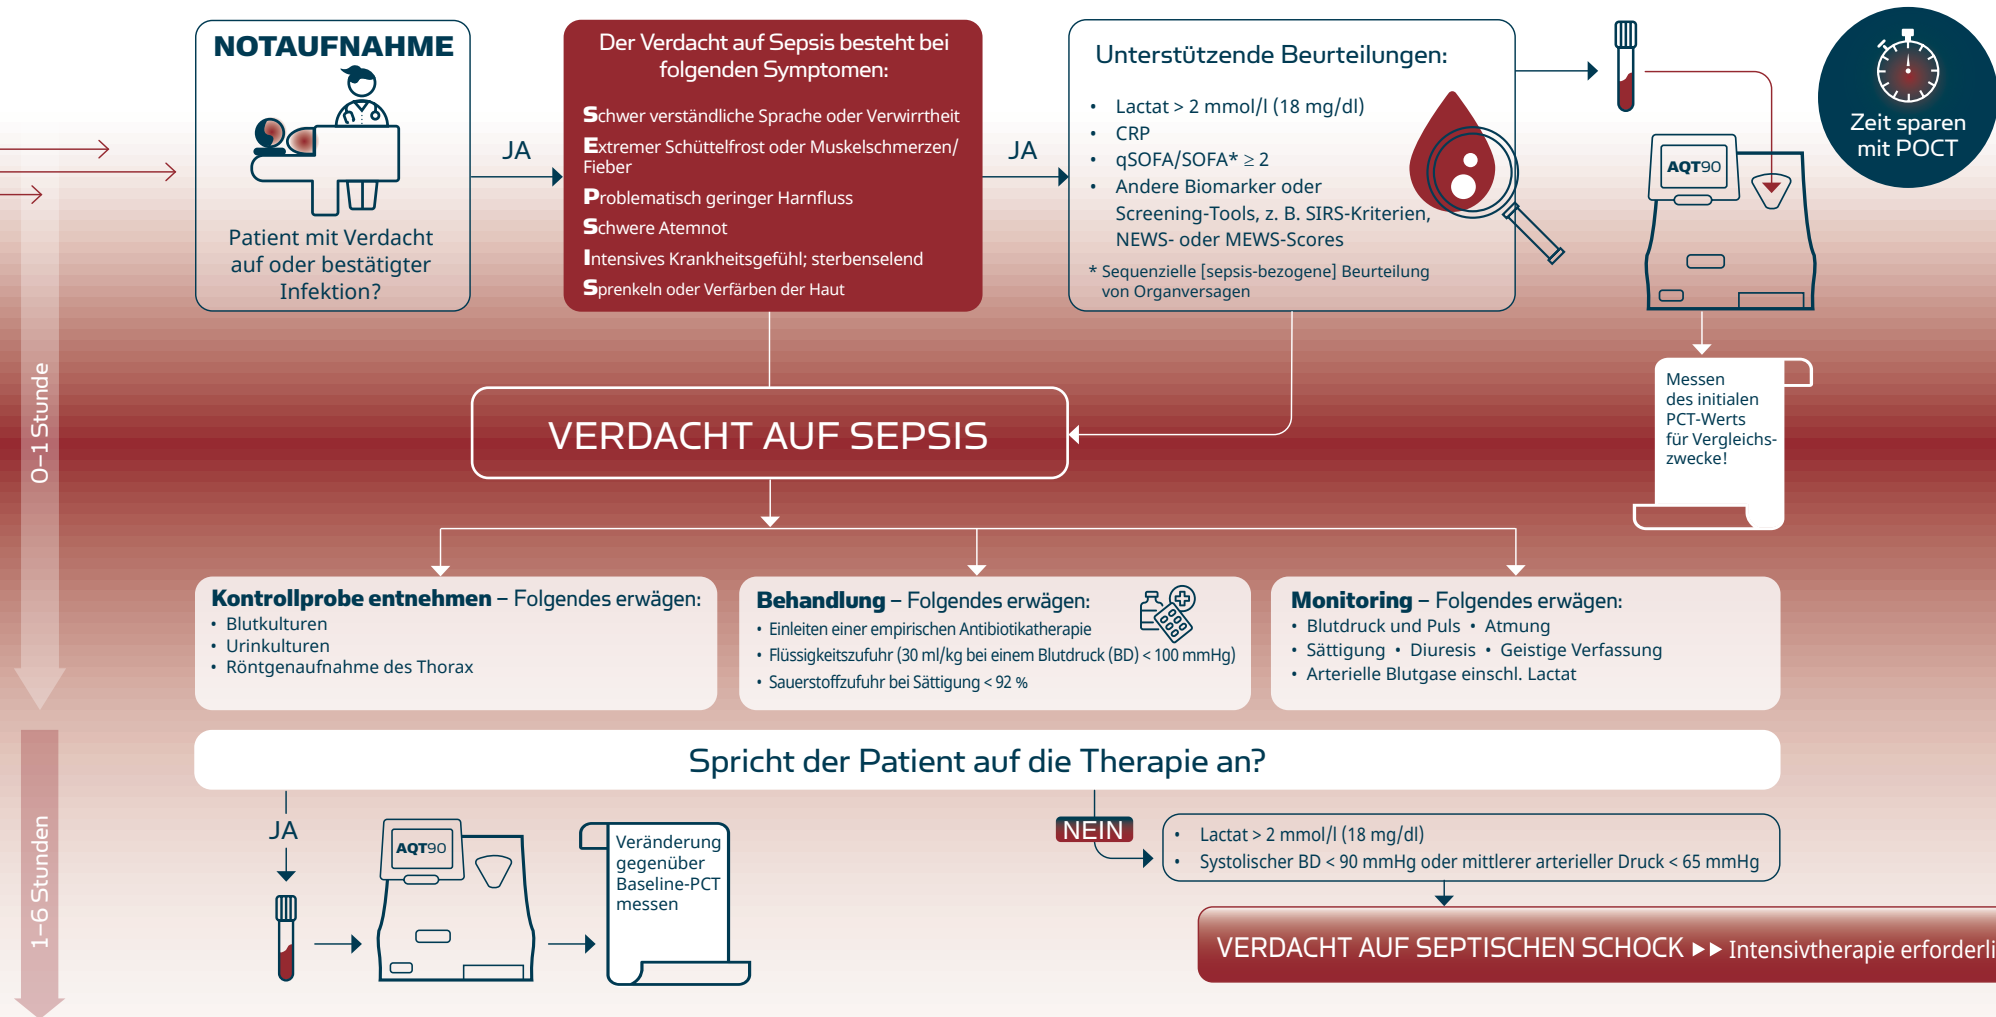 NOTAUFNAHME
Patient mit Verdacht
auf oder bestätigter
Infektion?
JA
Der Verdacht auf Sepsis besteht bei
folgenden Symptomen:
Schwer verständliche Sprache oder Verwirrtheit
Extremer Schüttelfrost oder Muskelschmerzen/
Fieber
Problematisch geringer Harnfluss
Schwere Atemnot
Intensives Krankheitsgefühl; sterbenselend
Sprenkeln oder Verfärben der Haut
JA
Unterstützende Beurteilungen:
• Lactat > 2 mmol/l (18 mg/dl)
• CRP
• qSOFA/SOFA* ≥ 2
• Andere Biomarker oder
Screening-Tools, z. B. SIRS-Kriterien,
NEWS- oder MEWS-Scores
* Sequenzielle [sepsis-bezogene] Beurteilung
von Organversagen
AQT90
Zeit sparen
mit POCT
Messen
des initialen
PCT-Werts
für Vergleichs-
zwecke!
0–1 Stunde
VERDACHT AUF SEPSIS
Kontrollprobe entnehmen – Folgendes erwägen:
• Blutkulturen
• Urinkulturen
• Röntgenaufnahme des Thorax
Behandlung – Folgendes erwägen:
• Einleiten einer empirischen Antibiotikatherapie
• Flüssigkeitszufuhr (30 ml/kg bei einem Blutdruck (BD) < 100 mmHg)
• Sauerstoffzufuhr bei Sättigung < 92 %
Monitoring – Folgendes erwägen:
• Blutdruck und Puls • Atmung
• Sättigung • Diuresis • Geistige Verfassung
• Arterielle Blutgase einschl. Lactat
Spricht der Patient auf die Therapie an?
1–6 Stunden
JA
AQT90
Veränderung
gegenüber
Baseline-PCT
messen
NEIN
• Lactat > 2 mmol/l (18 mg/dl)
• Systolischer BD < 90 mmHg oder mittlerer arterieller Druck < 65 mmHg
VERDACHT AUF SEPTISCHEN SCHOCK ▶▶ Intensivtherapie erforderli